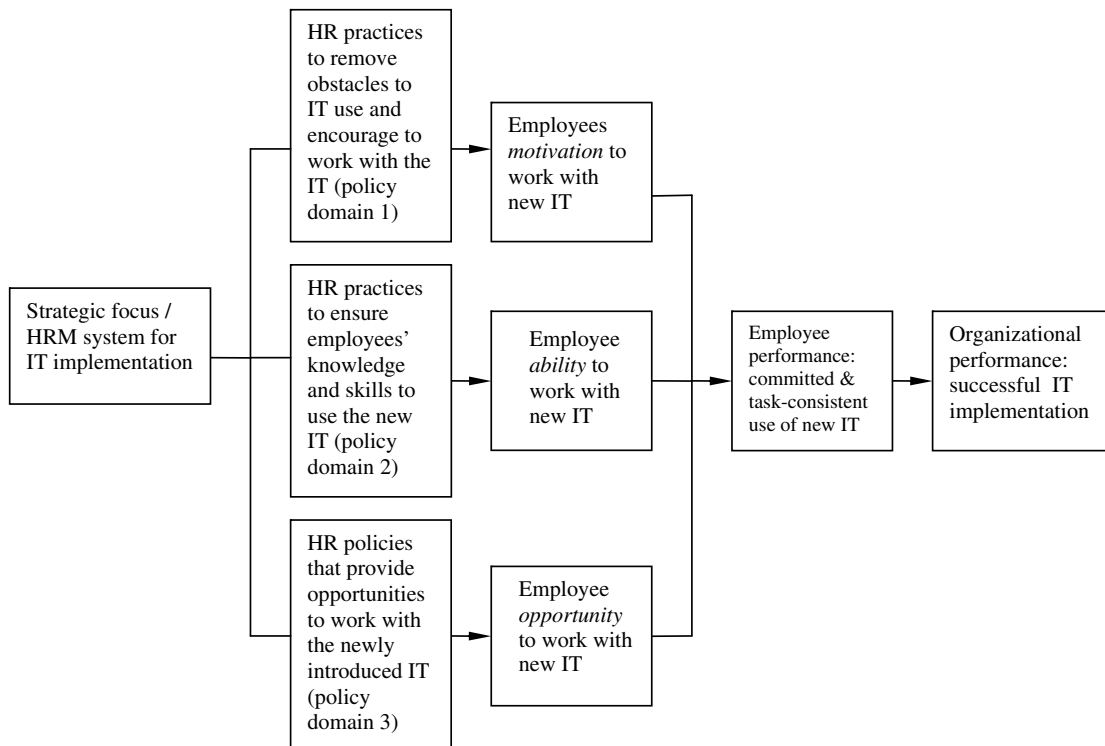 HR practices
to remove
obstacles to
IT use and
encourage to
work with the
IT (policy
domain 1)
Employees
motivation to
work with
new IT
Strategic focus /
HRM system for
IT implementation
HR practices
to ensure
employees’
knowledge
and skills to
use the new
IT (policy
domain 2)
Employee
ability to
work with
new IT
Employee
performance:
committed &
task-consistent
use of new IT
Organizational
performance:
successful IT
implementation
HR policies
that provide
opportunities
to work with
the newly
introduced IT
(policy
domain 3)
Employee
opportunity
to work with
new IT